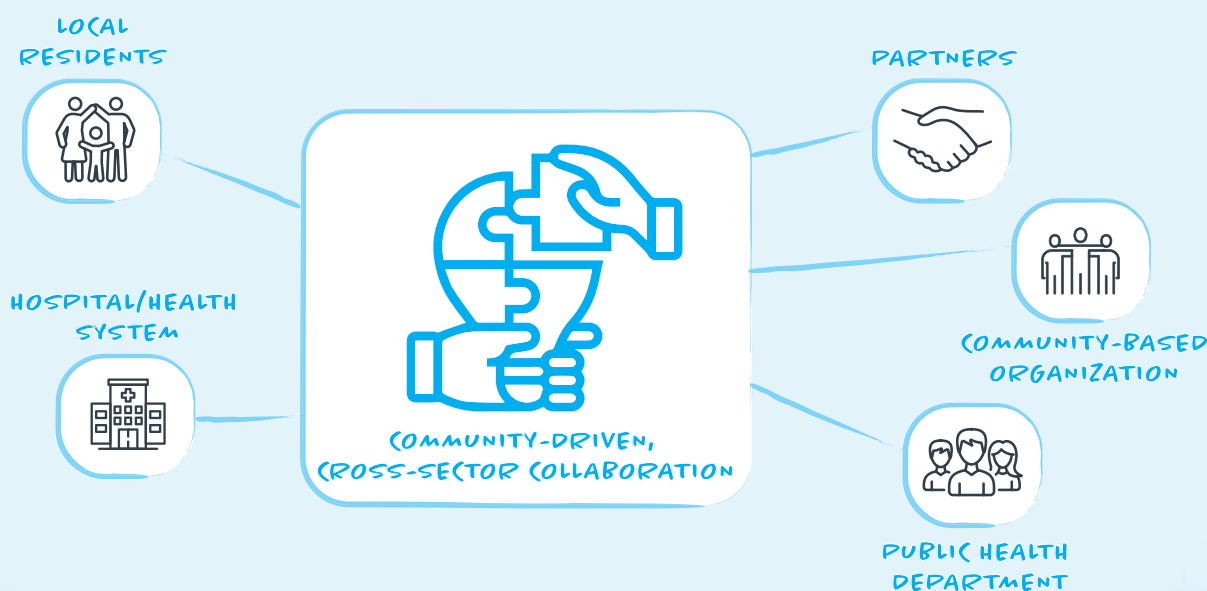 LOCAL
RESIDENTS
HOSPITAL/HEALTH
SYSTEM
COMMUNITY-DRIVEN,
CROSS-SECTOR COLLABORATION
PARTNERS
COMMUNITY-BASED
ORGANIZATION
PUBLIC HEALTH
DEPARTMENT